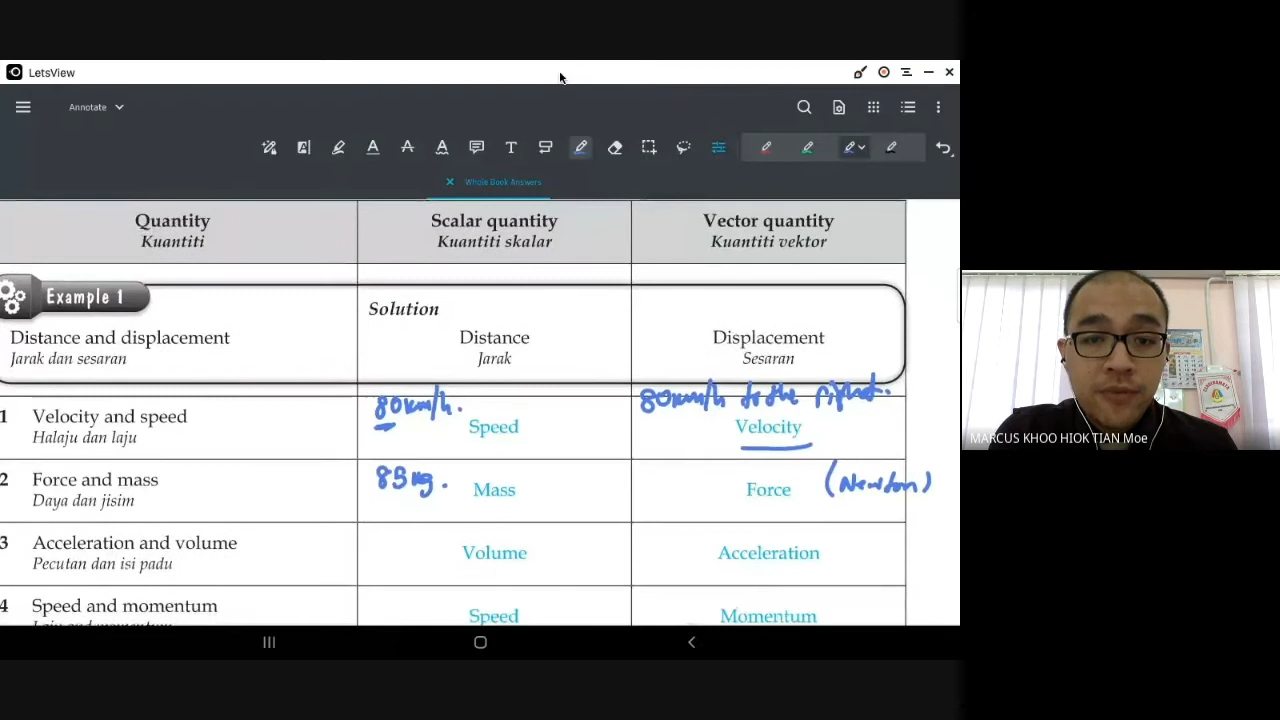 LetsView
Annotate
Whole Book Answers
Quantity Scalar quantity Vector quantity
Kuantiti Kuantiti skalar Kuantiti vektor
Example 1
Solution
Distance and displacement Distance Displacement
Jarak dan sesaran Jarak Sesaran
80km/h. 80km/h to the right.
1 Velocity and speed Speed Velocity
Halaju dan laju
2 Force and mass 83kg. Mass Force (Newton)
Daya dan jisim
3 Acceleration and volume Volume Acceleration
Pecutan dan isi padu
4 Speed and momentum Speed Momentum
MARCUS KHOO HIOK TIAN Moe